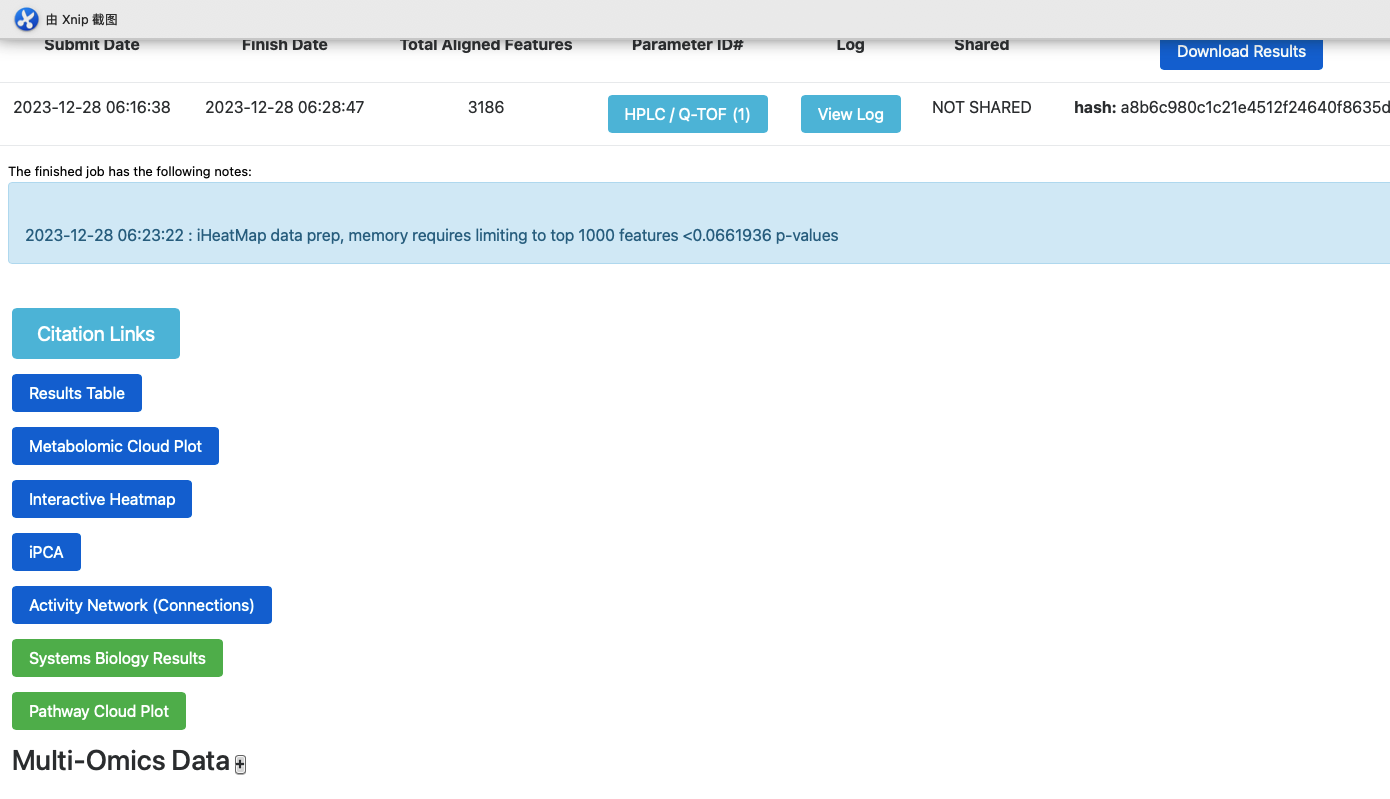 由 Xnip 截图
Submit Date Finish Date Total Aligned Features Parameter ID# Log Shared Download Results
2023-12-28 06:16:38 2023-12-28 06:28:47 3186 HPLC / Q-TOF (1) View Log NOT SHARED hash: a8b6c980c1c21e4512f24640f8635d
The finished job has the following notes:
2023-12-28 06:23:22 : iHeatMap data prep, memory requires limiting to top 1000 features <0.0661936 p-values
Citation Links
Results Table
Metabolomic Cloud Plot
Interactive Heatmap
iPCA
Activity Network (Connections)
Systems Biology Results
Pathway Cloud Plot
Multi-Omics Data +